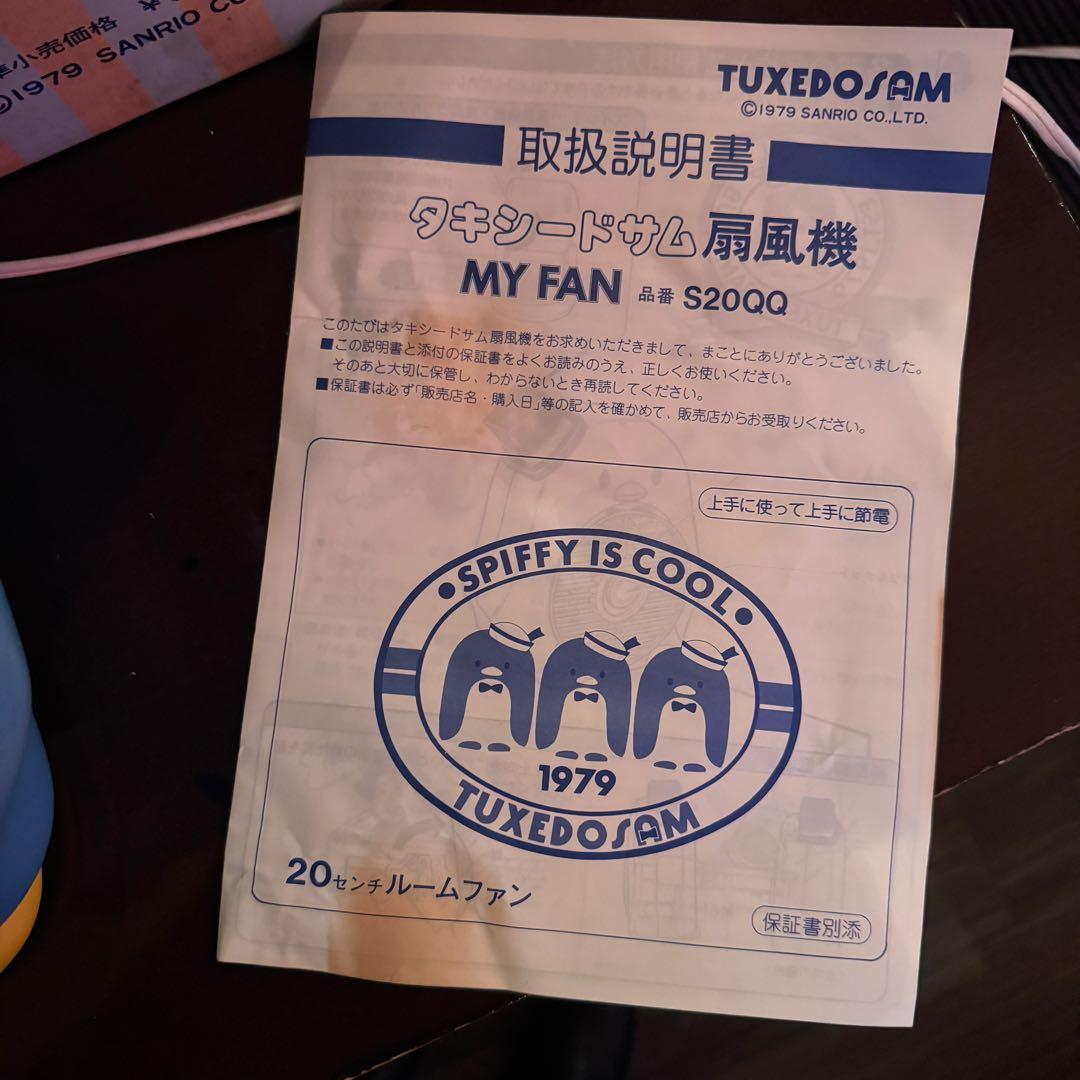 準小売価格 ¥
©1979 SANRIO CO
TUXEDOSAM
©1979 SANRIO CO.,LTD.
取扱説明書
タキシードサム扇風機
MY FAN 品番 S20QQ
このたびはタキシードサム扇風機をお求めいただきまして、まことにありがとうございました。
■この説明書と添付の保証書をよくお読みのうえ、正しくお使いください。
そのあと大切に保管し、わからないとき再読してください。
■保証書は必ず「販売店名・購入日」等の記入を確かめて、販売店からお受取りください。
上手に使って上手に節電
•SPIFFY IS COOL•
1979
TUXEDOSAM
20センチルームファン
保証書別添